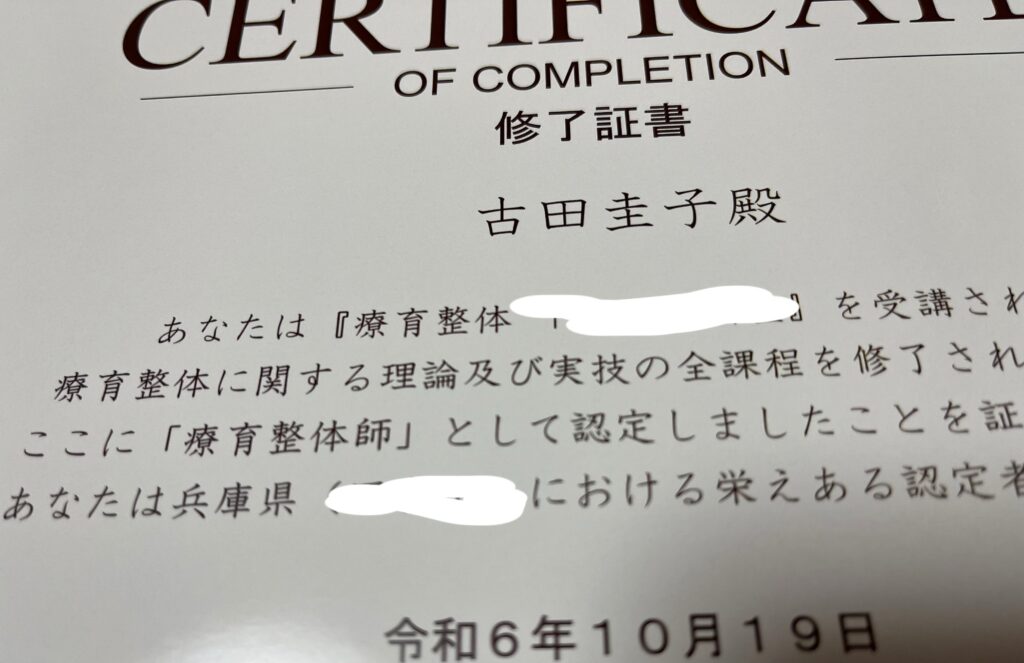 CERTIFICAT
OF COMPLETION
修了証書
古田圭子殿
あなたは『療育整体 』を受講され
療育整体に関する理論及び実技の全課程を修了され
ここに「療育整体師」として認定しましたことを証
あなたは兵庫県（ における栄えある認定者
令和6年10月19日